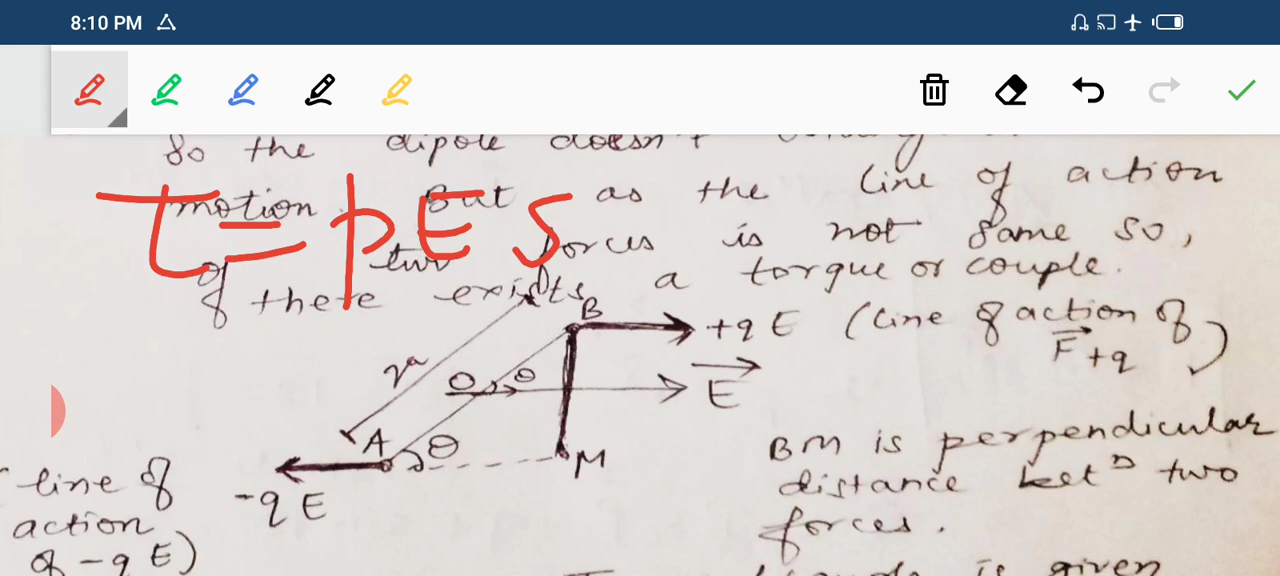 8:10 PM
So the dipole doesn't
motion. But as the line of action
τ = pE S
of two forces is not same so,
there exists a torque or couple.
B
+qE (line of action of
F+q)
r
O θ
E
A θ
M
BM is perpendicular
distance betⁿ two
forces.
-qE
line of
action
of -qE)
is given